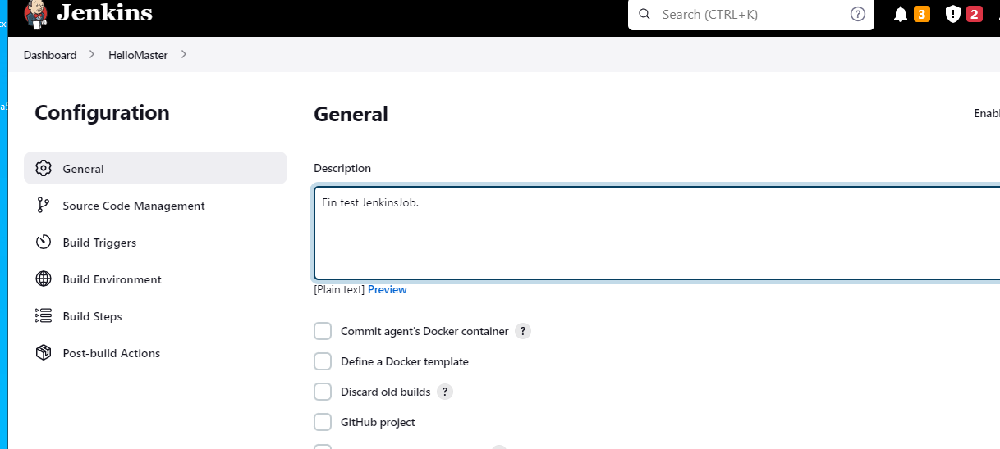 Jenkins
Search (CTRL+K) ?
3
2
Dashboard > HelloMaster >
Configuration
General
Source Code Management
Build Triggers
Build Environment
Build Steps
Post-build Actions
General
Description
Ein test JenkinsJob.
[Plain text] Preview
Commit agent's Docker container ?
Define a Docker template
Discard old builds ?
GitHub project